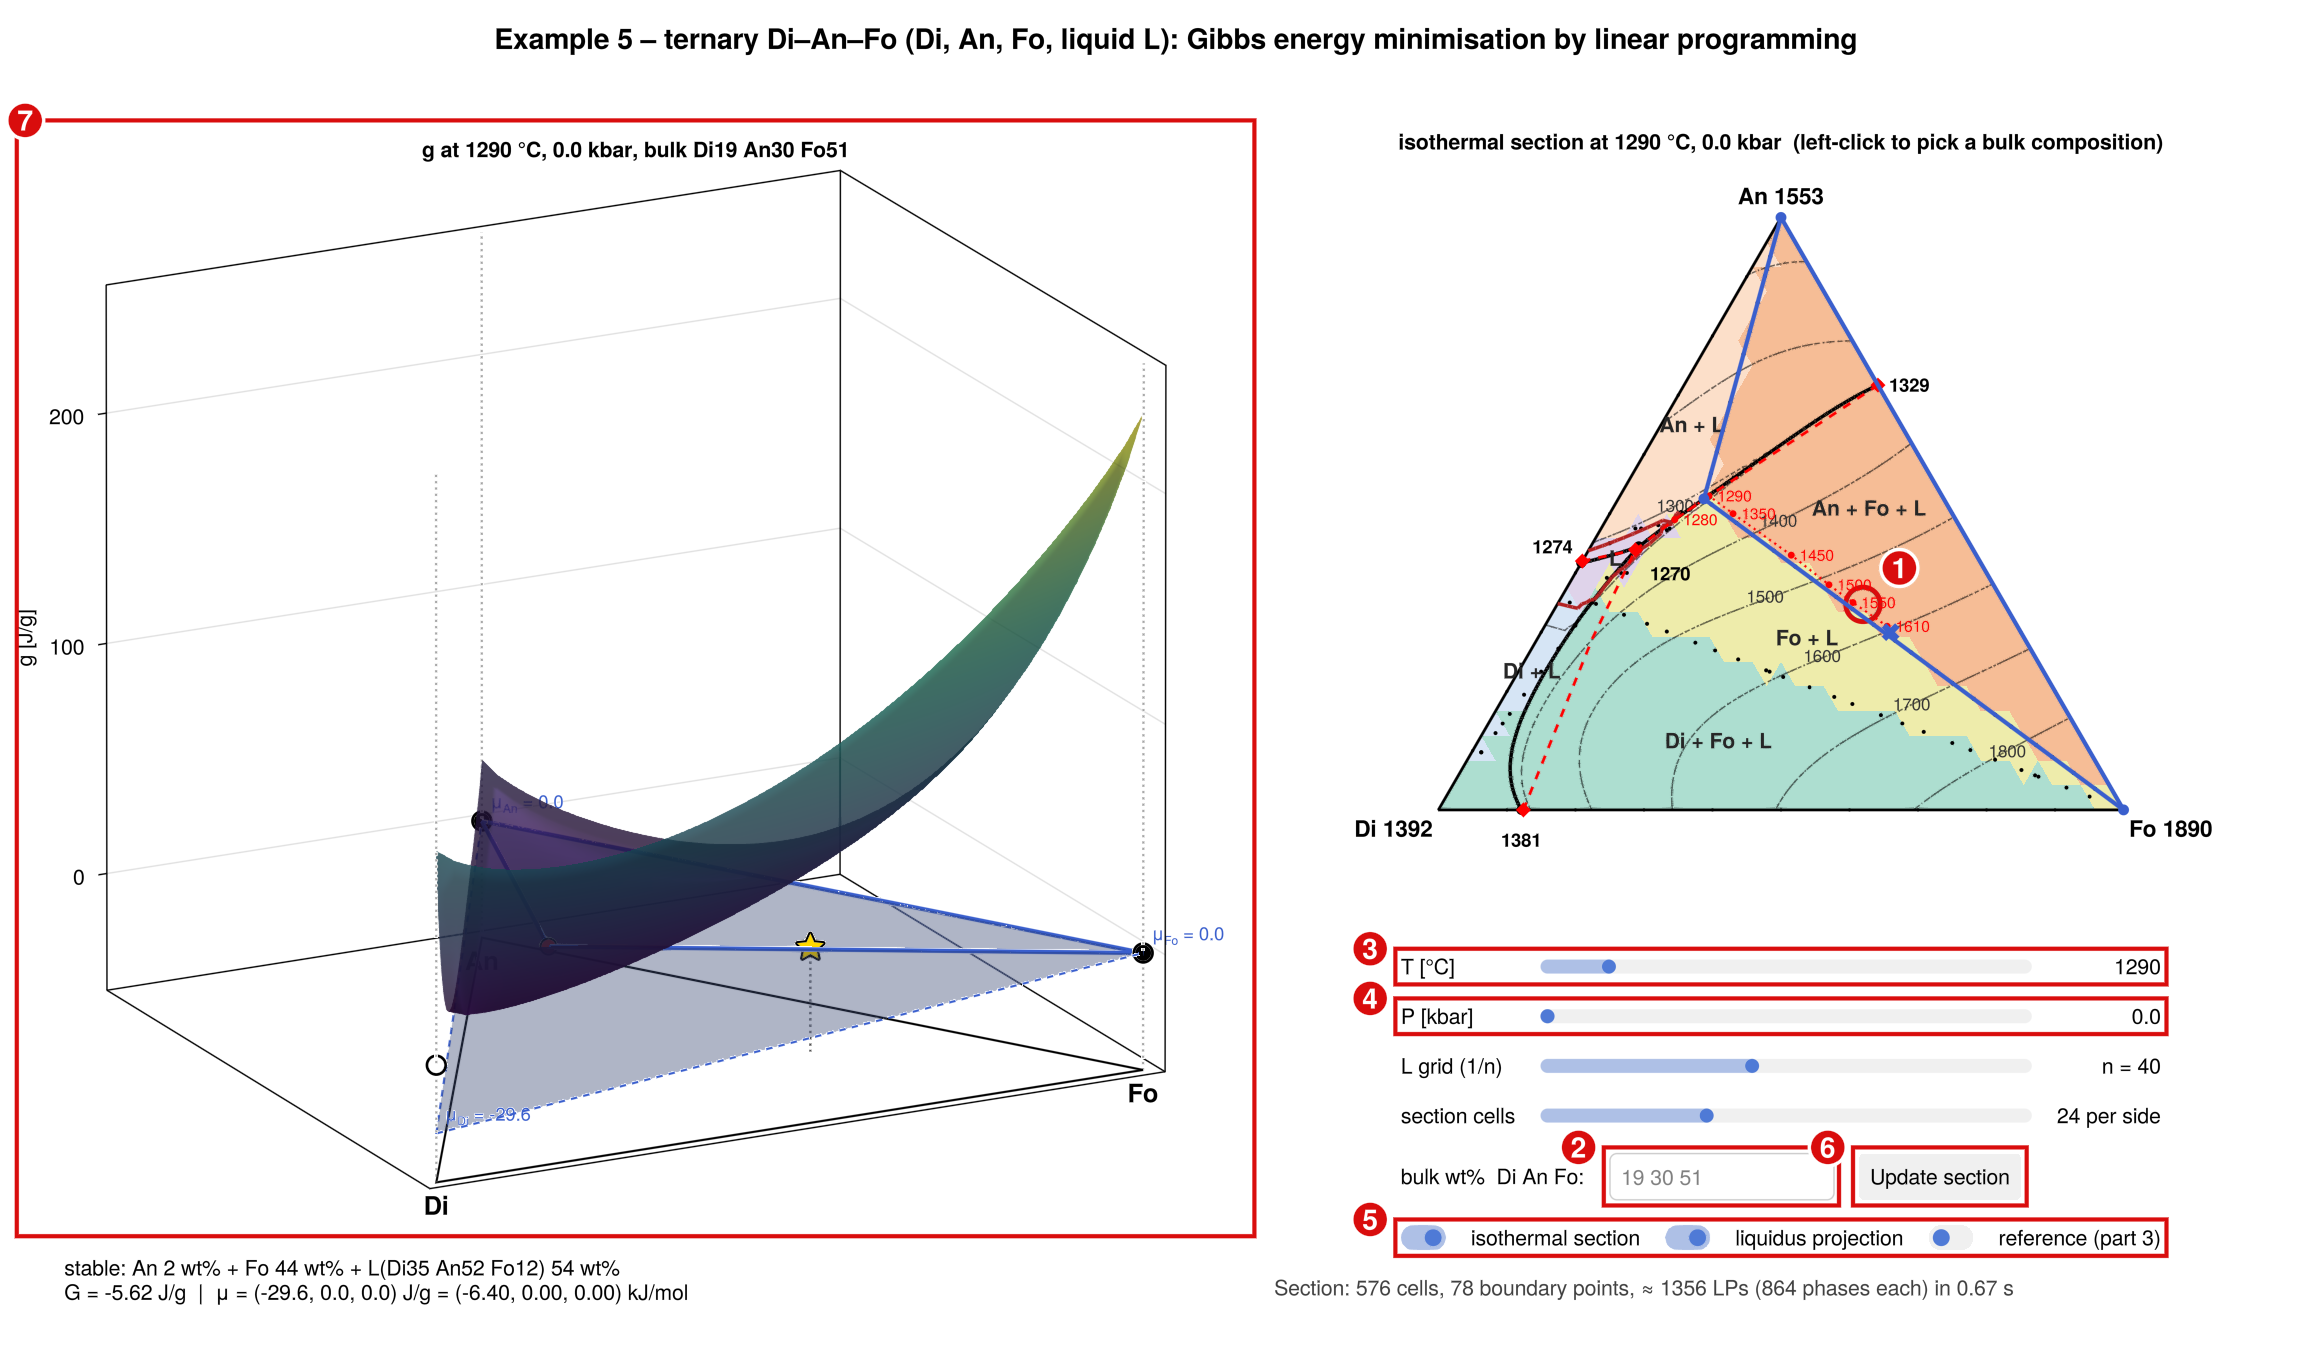 Example 5 – ternary Di–An–Fo (Di, An, Fo, liquid L): Gibbs energy minimisation by linear programming
7
g at 1290 °C, 0.0 kbar, bulk Di19 An30 Fo51
200
100
0
g [J/g]
μAn = 0.0
μFo = 0.0
μDi = -29.6
An
Fo
Di
stable: An 2 wt% + Fo 44 wt% + L(Di35 An52 Fo12) 54 wt%
G = -5.62 J/g | μ = (-29.6, 0.0, 0.0) J/g = (-6.40, 0.00, 0.00) kJ/mol
isothermal section at 1290 °C, 0.0 kbar (left-click to pick a bulk composition)
An 1553
1329
An + L
1300
1290
1280
1350
1400
An + Fo + L
1274
L
1270
1450
1
1500
1500
1550
1610
Fo + L
1600
Di + L
1700
Di + Fo + L
1800
Di 1392
1381
Fo 1890
3
T [°C]
1290
4
P [kbar]
0.0
L grid (1/n)
n = 40
section cells
24 per side
2
6
bulk wt% Di An Fo:
19 30 51
Update section
5
isothermal section
liquidus projection
reference (part 3)
Section: 576 cells, 78 boundary points, ≈ 1356 LPs (864 phases each) in 0.67 s